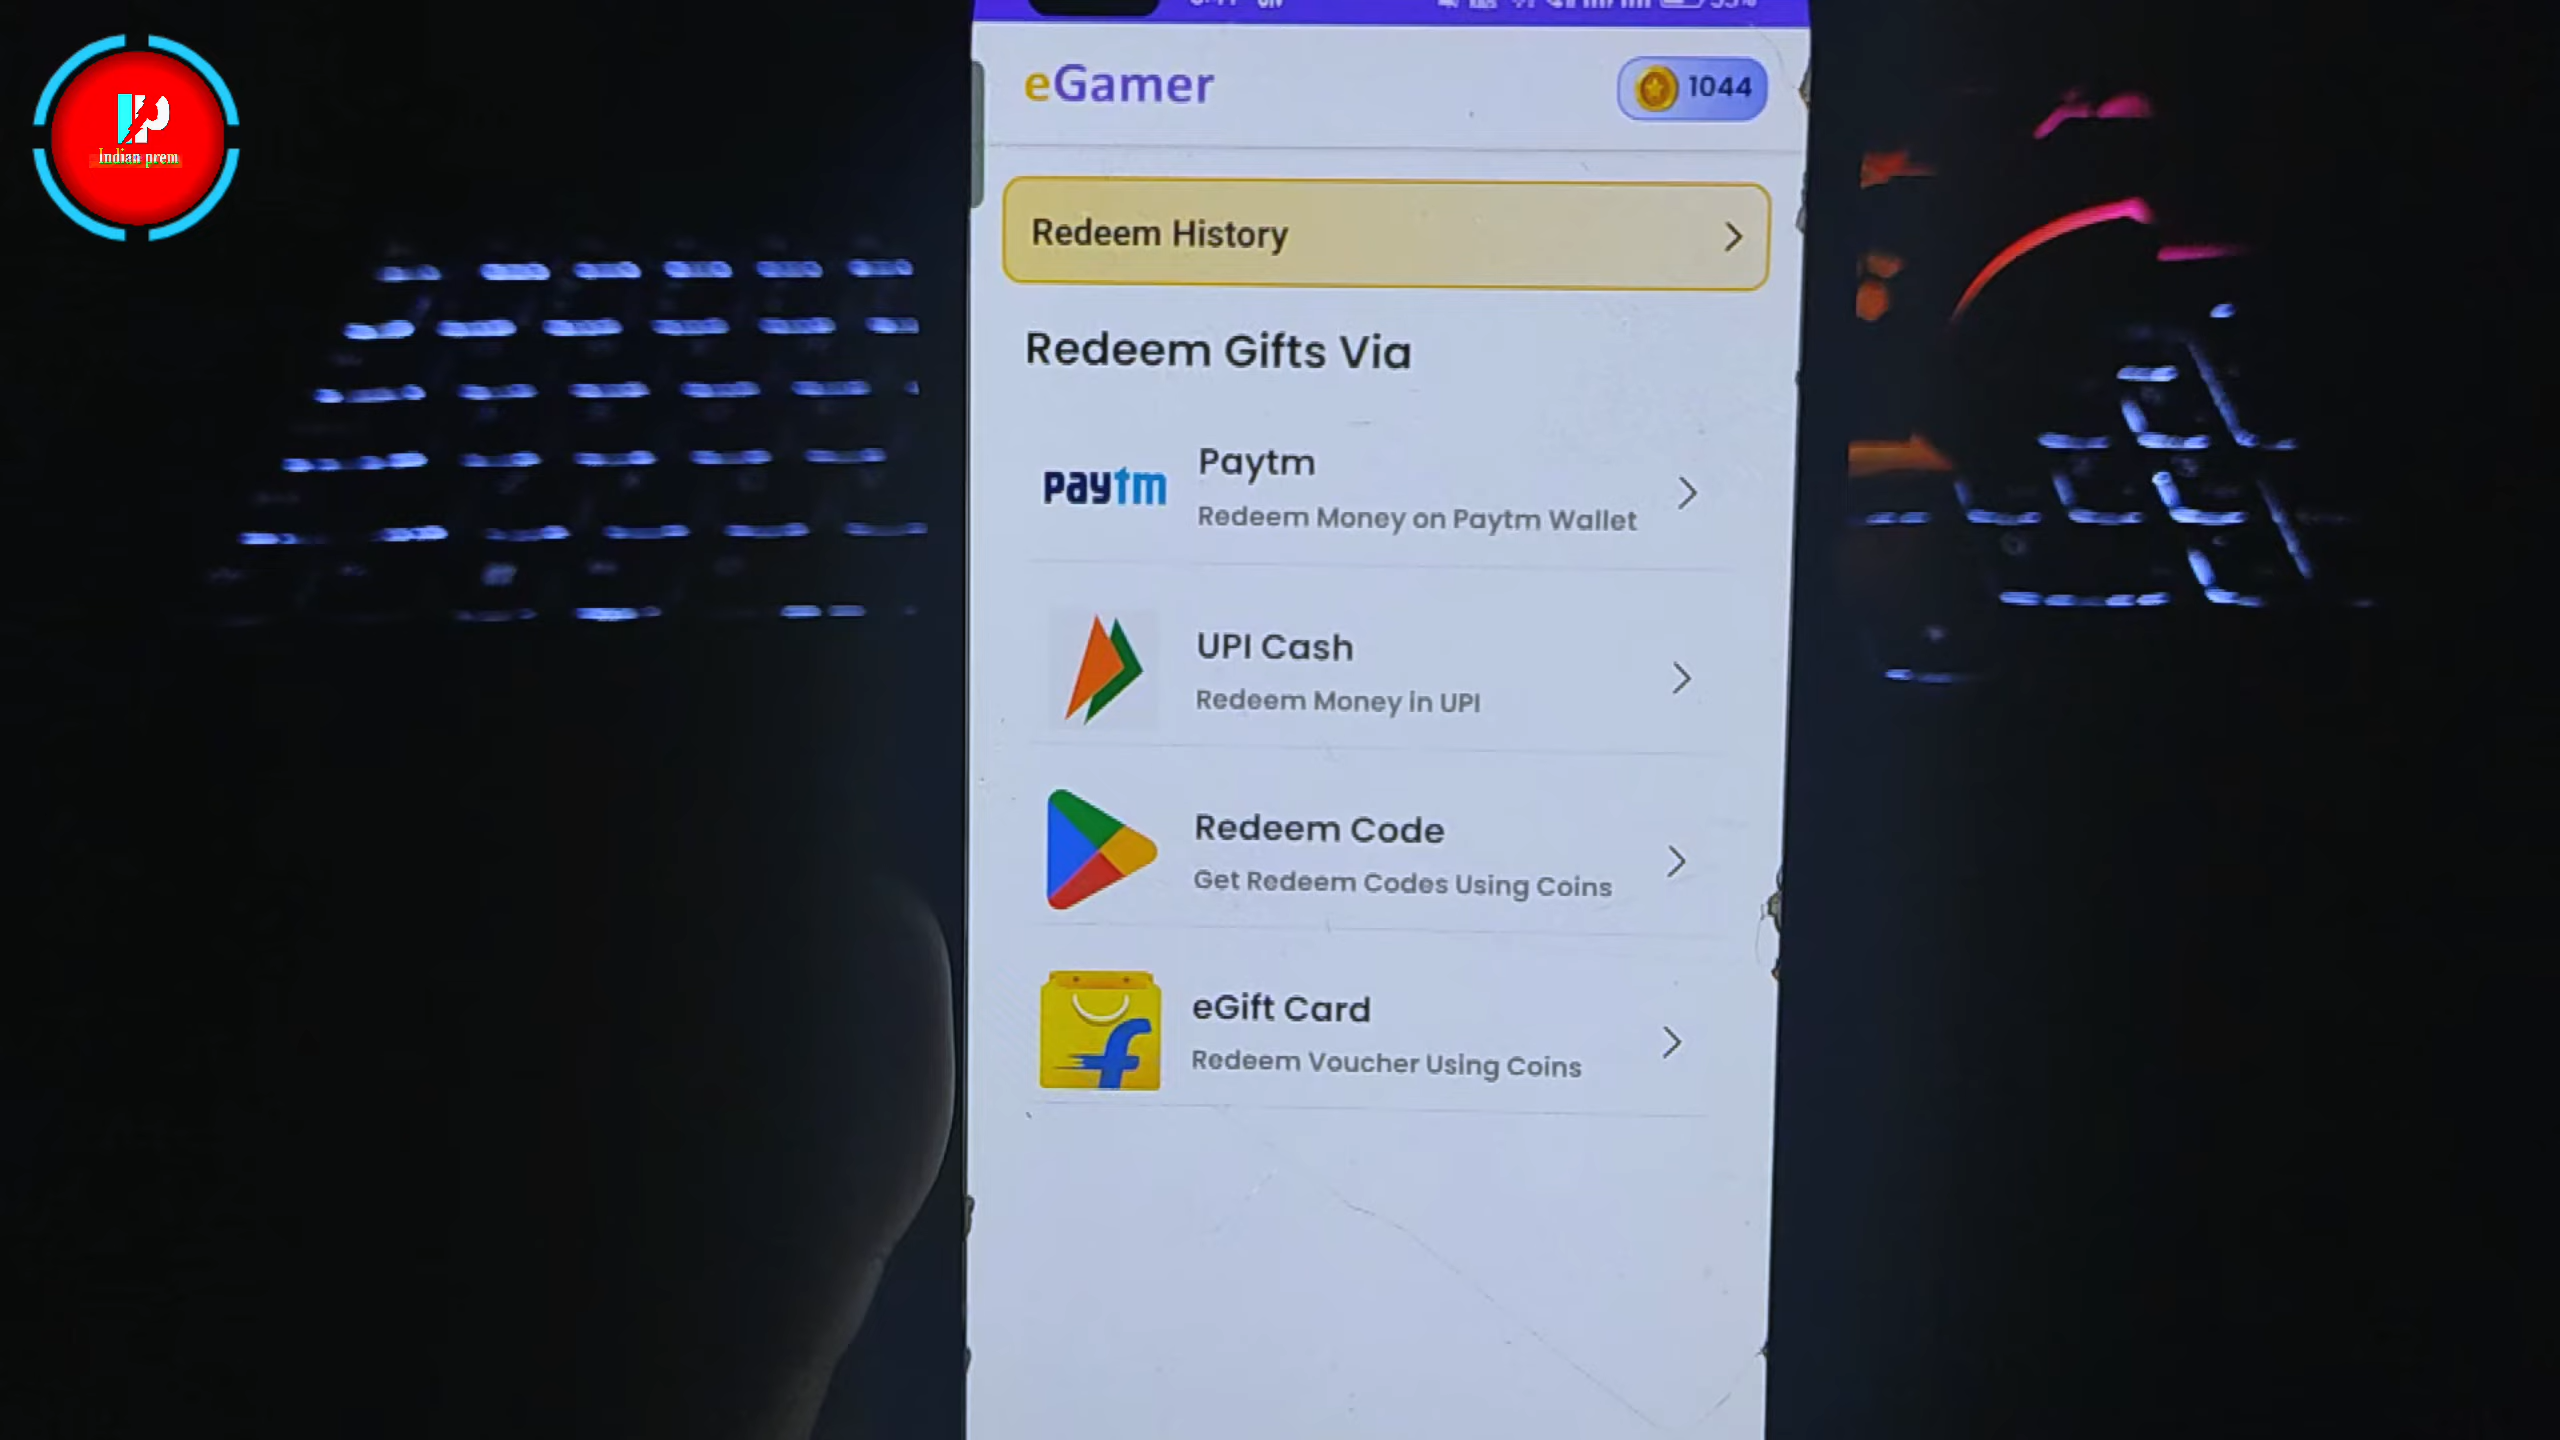 Indian prem
eGamer
1044
Redeem History
Redeem Gifts Via
paytm
Paytm
Redeem Money on Paytm Wallet
UPI Cash
Redeem Money in UPI
Redeem Code
Get Redeem Codes Using Coins
eGift Card
Redeem Voucher Using Coins